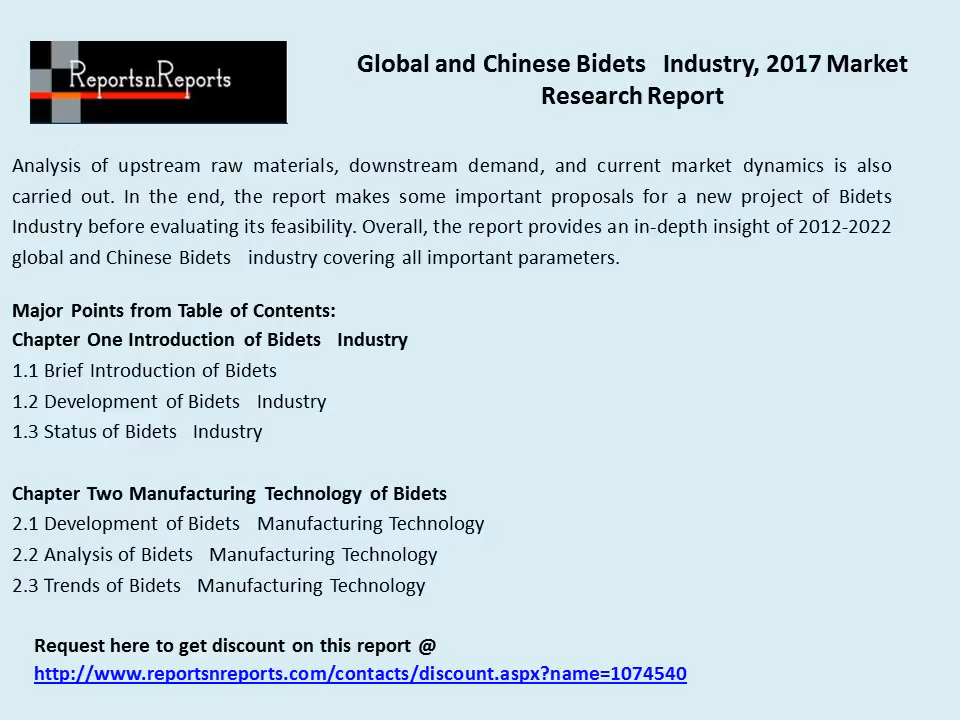 ReportsnReports
Global and Chinese Bidets Industry, 2017 Market
Research Report
Analysis of upstream raw materials, downstream demand, and current market dynamics is also
carried out. In the end, the report makes some important proposals for a new project of Bidets
Industry before evaluating its feasibility. Overall, the report provides an in-depth insight of 2012-2022
global and Chinese Bidets industry covering all important parameters.
Major Points from Table of Contents:
Chapter One Introduction of Bidets Industry
1.1 Brief Introduction of Bidets
1.2 Development of Bidets Industry
1.3 Status of Bidets Industry
Chapter Two Manufacturing Technology of Bidets
2.1 Development of Bidets Manufacturing Technology
2.2 Analysis of Bidets Manufacturing Technology
2.3 Trends of Bidets Manufacturing Technology
Request here to get discount on this report @
http://www.reportsnreports.com/contacts/discount.aspx?name=1074540